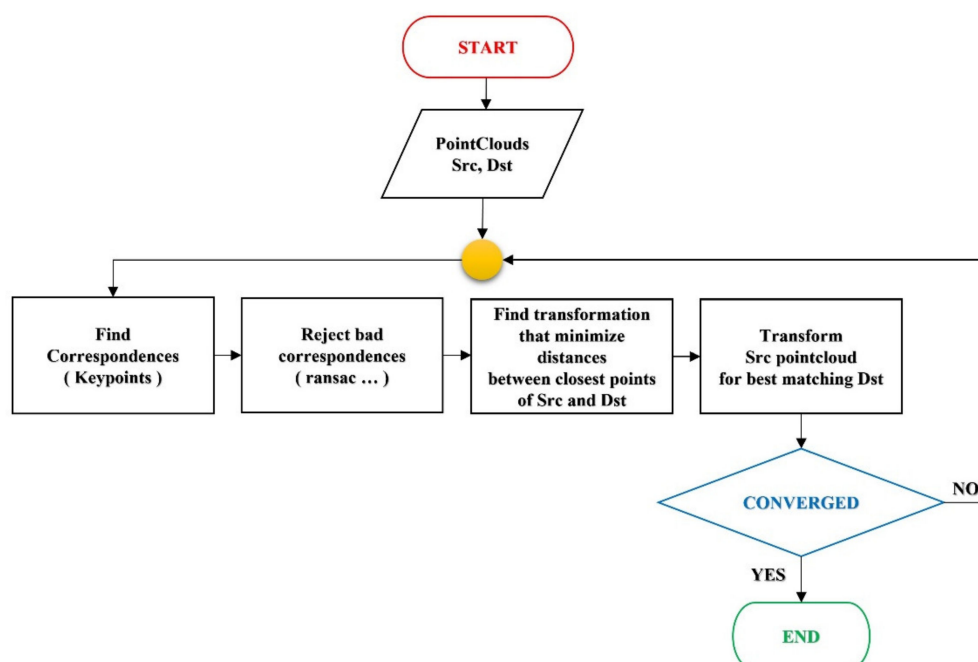 START
PointClouds
Src, Dst
Find
Correspondences
( Keypoints )
Reject bad
correspondences
( ransac ... )
Find transformation
that minimize
distances
between closest points
of Src and Dst
Transform
Src pointcloud
for best matching Dst
CONVERGED
NO
YES
END